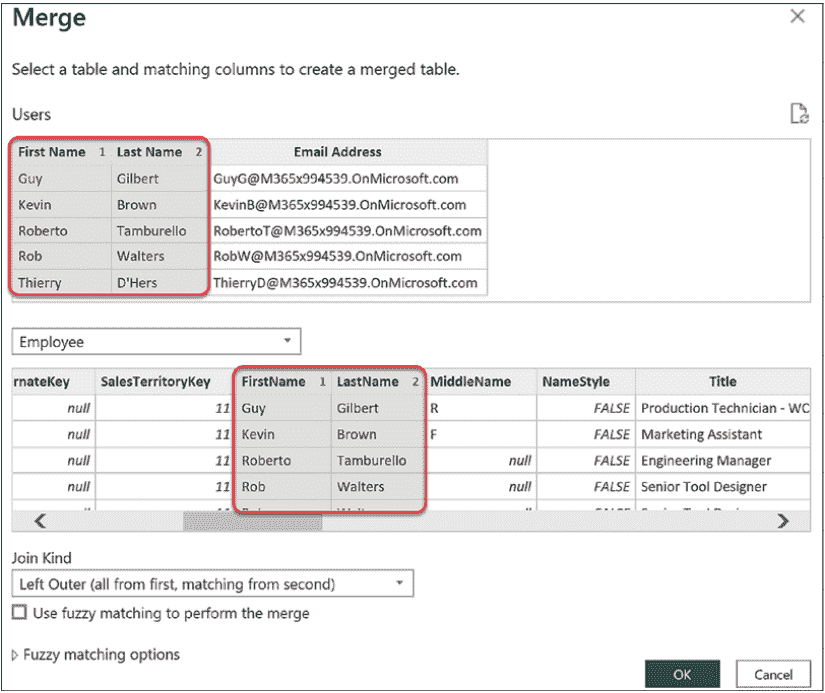 Merge
Select a table and matching columns to create a merged table.
Users
First Name 1 Last Name 2 Email Address
Guy Gilbert GuyG@M365x994539.OnMicrosoft.com
Kevin Brown KevinB@M365x994539.OnMicrosoft.com
Roberto Tamburello RobertoT@M365x994539.OnMicrosoft.com
Rob Walters RobW@M365x994539.OnMicrosoft.com
Thierry D'Hers ThierryD@M365x994539.OnMicrosoft.com
Employee
rnateKey SalesTerritoryKey FirstName 1 LastName 2 MiddleName NameStyle Title
null 11 Guy Gilbert R FALSE Production Technician - WC
null 11 Kevin Brown F FALSE Marketing Assistant
null 11 Roberto Tamburello null FALSE Engineering Manager
null 11 Rob Walters null FALSE Senior Tool Designer
Join Kind
Left Outer (all from first, matching from second)
Use fuzzy matching to perform the merge
Fuzzy matching options
OK Cancel